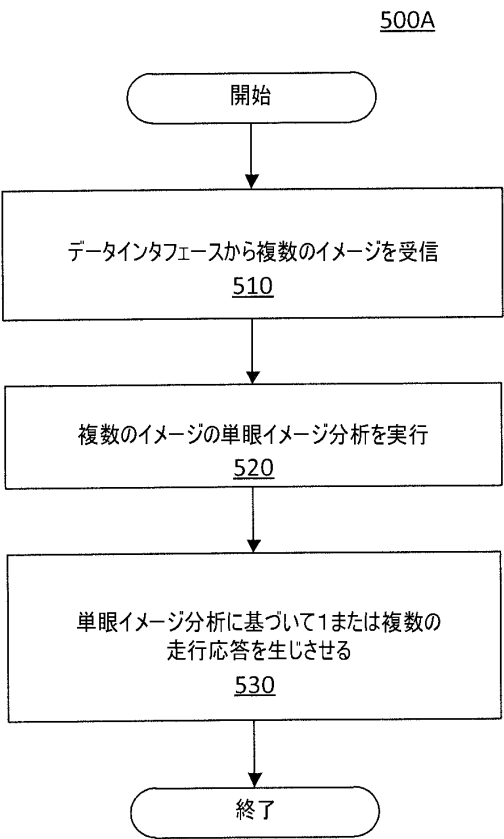 500A
開始
データインタフェースから複数のイメージを受信
510
複数のイメージの単眼イメージ分析を実行
520
単眼イメージ分析に基づいて1または複数の
走行応答を生じさせる
530
終了